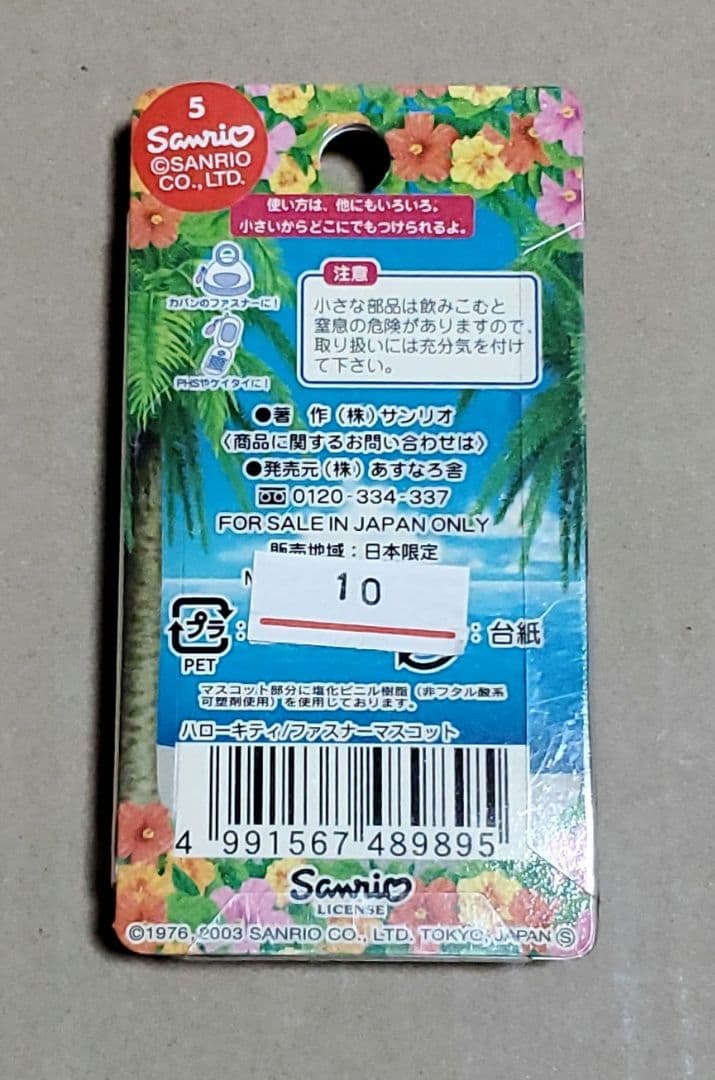 5
Sanrio
©SANRIO
CO., LTD.
使い方は、他にもいろいろ。
小さいからどこにでもつけられるよ。
カバンのファスナーに!
PHSやケイタイに!
注意
小さな部品は飲みこむと
窒息の危険がありますので、
取り扱いには充分気を付け
て下さい。
●著 作(株)サンリオ
〈商品に関するお問い合わせは〉
●発売元(株)あすなろ舎
0120-334-337
FOR SALE IN JAPAN ONLY
販売地域:日本限定
10
プラ:
PET
:台紙
マスコット部分に塩化ビニル樹脂(非フタル酸系
可塑剤使用)を使用しております。
ハローキティ/ファスナーマスコット
4 991567 489895
Sanrio
LICENSE
©1976, 2003 SANRIO CO., LTD. TOKYO, JAPAN Ⓢ